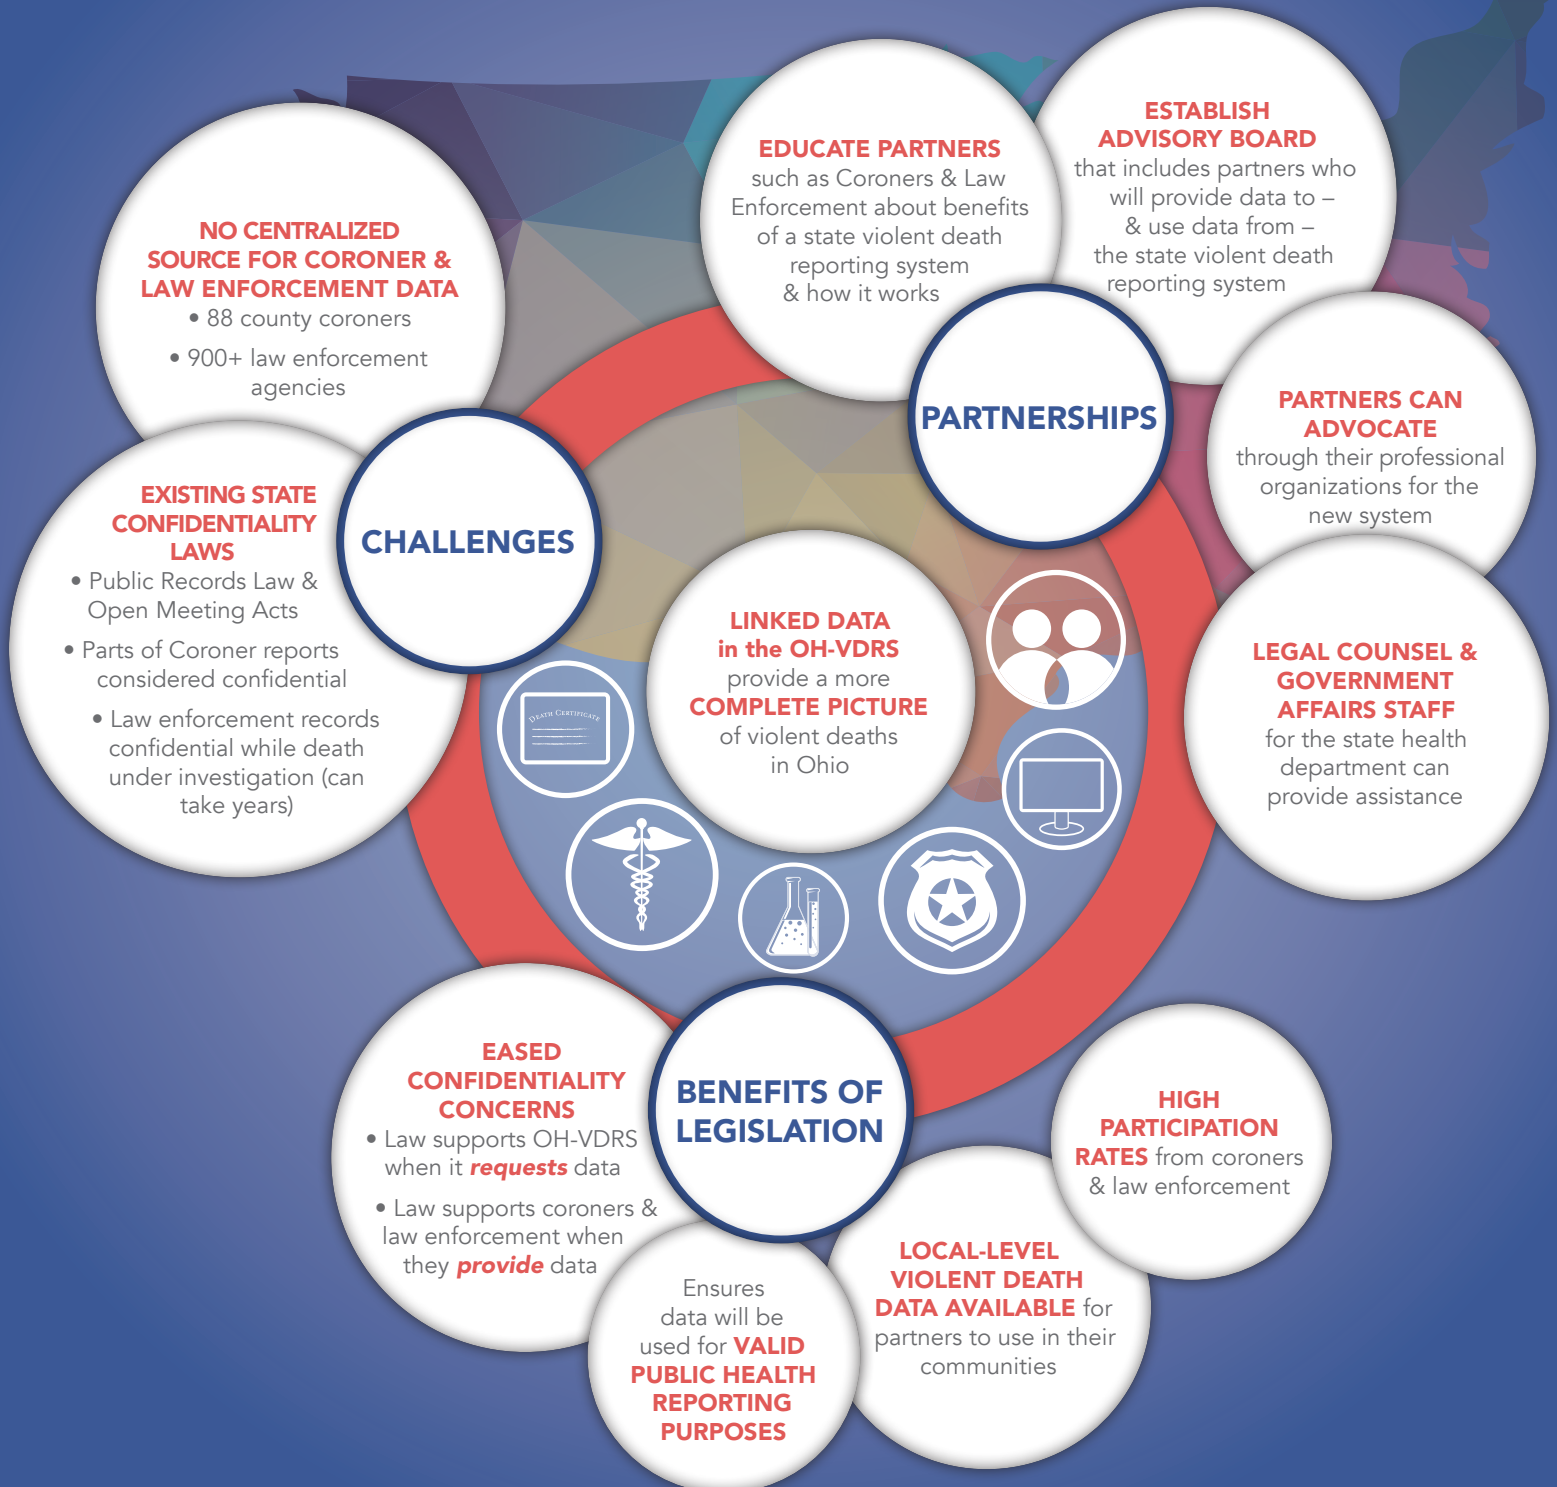 NO CENTRALIZED
SOURCE FOR CORONER &
LAW ENFORCEMENT DATA
• 88 county coroners
• 900+ law enforcement
agencies
EXISTING STATE
CONFIDENTIALITY
LAWS
• Public Records Law &
Open Meeting Acts
• Parts of Coroner reports
considered confidential
• Law enforcement records
confidential while death
under investigation (can
take years)
CHALLENGES
EDUCATE PARTNERS
such as Coroners & Law
Enforcement about benefits
of a state violent death
reporting system
& how it works
ESTABLISH
ADVISORY BOARD
that includes partners who
will provide data to –
& use data from –
the state violent death
reporting system
PARTNERSHIPS
PARTNERS CAN
ADVOCATE
through their professional
organizations for the
new system
LEGAL COUNSEL &
GOVERNMENT
AFFAIRS STAFF
for the state health
department can
provide assistance
LINKED DATA
in the OH-VDRS
provide a more
COMPLETE PICTURE
of violent deaths
in Ohio
DEATH CERTIFICATE
EASED
CONFIDENTIALITY
CONCERNS
• Law supports OH-VDRS
when it requests data
• Law supports coroners &
law enforcement when
they provide data
BENEFITS OF
LEGISLATION
Ensures
data will be
used for VALID
PUBLIC HEALTH
REPORTING
PURPOSES
LOCAL-LEVEL
VIOLENT DEATH
DATA AVAILABLE for
partners to use in their
communities
HIGH
PARTICIPATION
RATES from coroners
& law enforcement